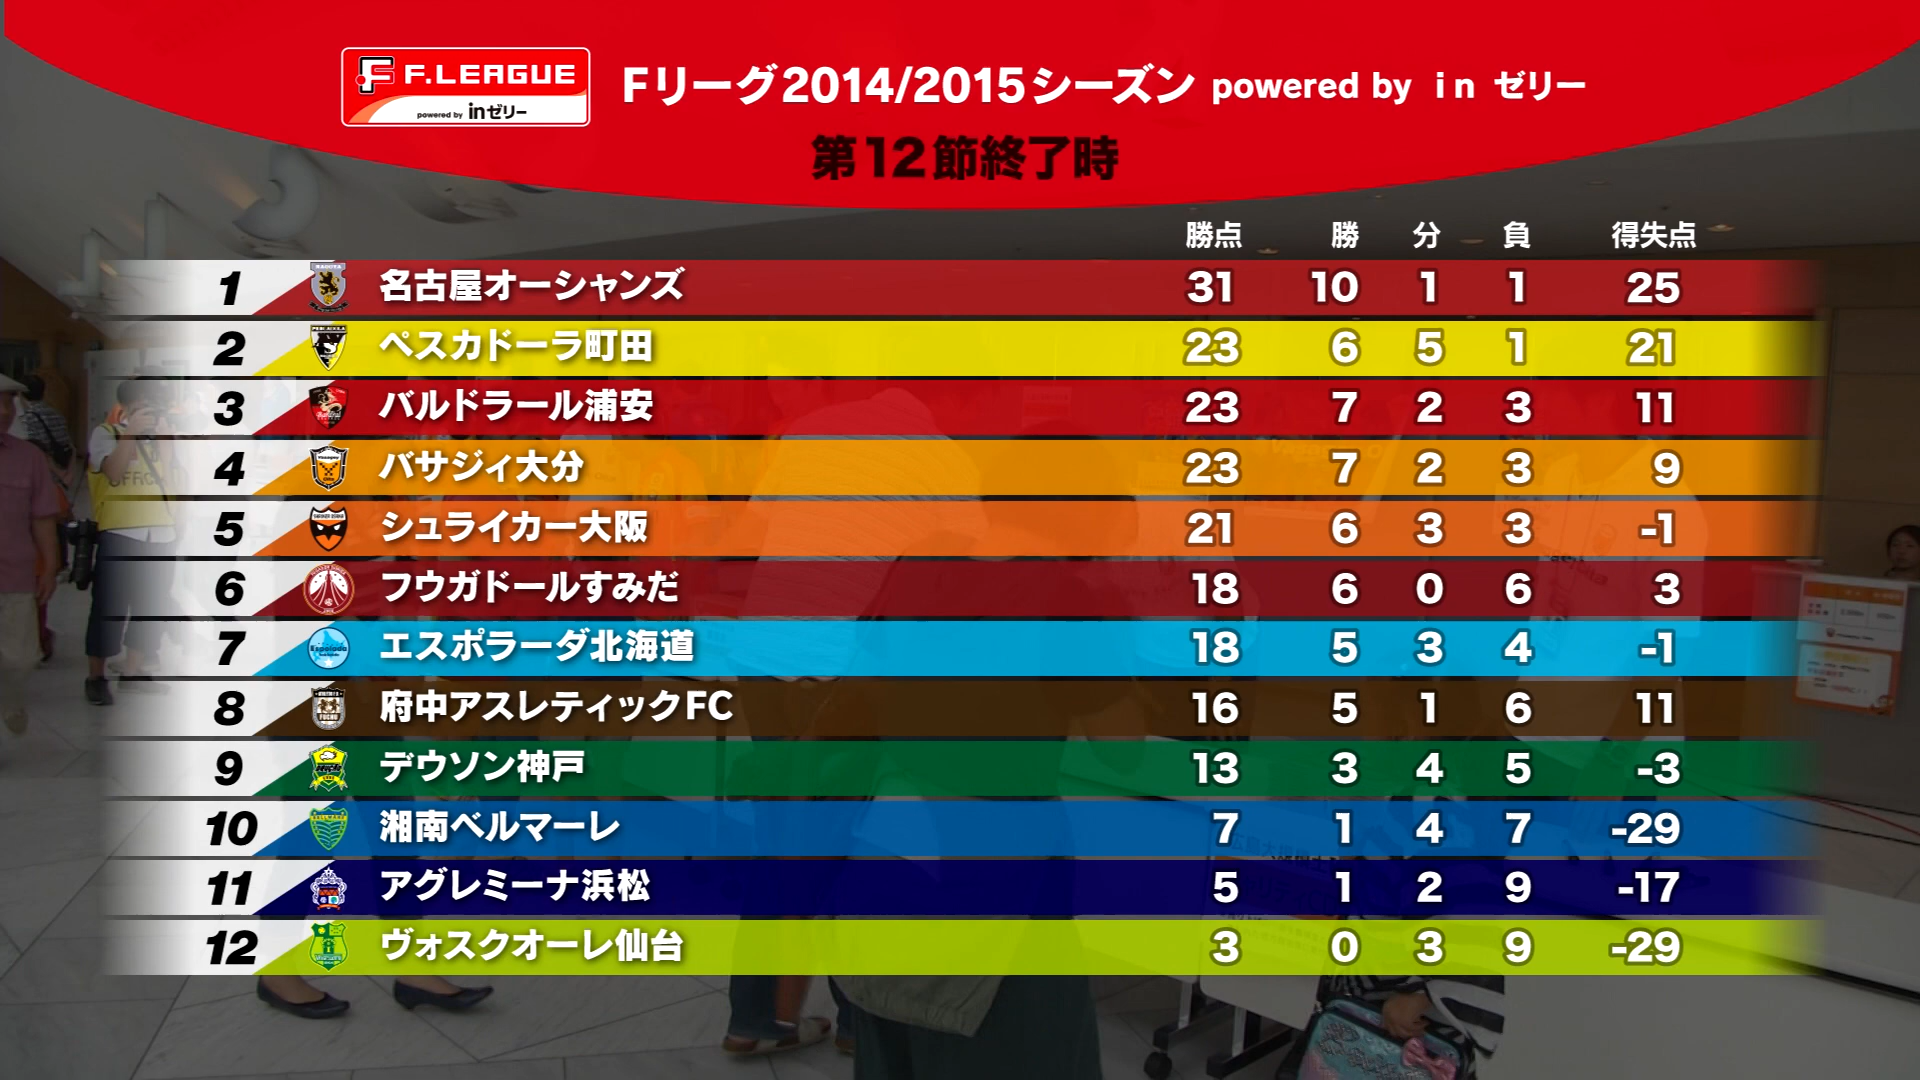 F.LEAGUE
powered by inゼリー
Fリーグ2014/2015シーズン powered by in ゼリー
第12節終了時
勝点 勝 分 負 得失点
1 名古屋オーシャンズ 31 10 1 1 25
2 ペスカドーラ町田 23 6 5 1 21
3 バルドラール浦安 23 7 2 3 11
4 バサジィ大分 23 7 2 3 9
5 シュライカー大阪 21 6 3 3 -1
6 フウガドールすみだ 18 6 0 6 3
7 エスポラーダ北海道 18 5 3 4 -1
8 府中アスレティックFC 16 5 1 6 11
9 デウソン神戸 13 3 4 5 -3
10 湘南ベルマーレ 7 1 4 7 -29
11 アグレミーナ浜松 5 1 2 9 -17
12 ヴォスクオーレ仙台 3 0 3 9 -29